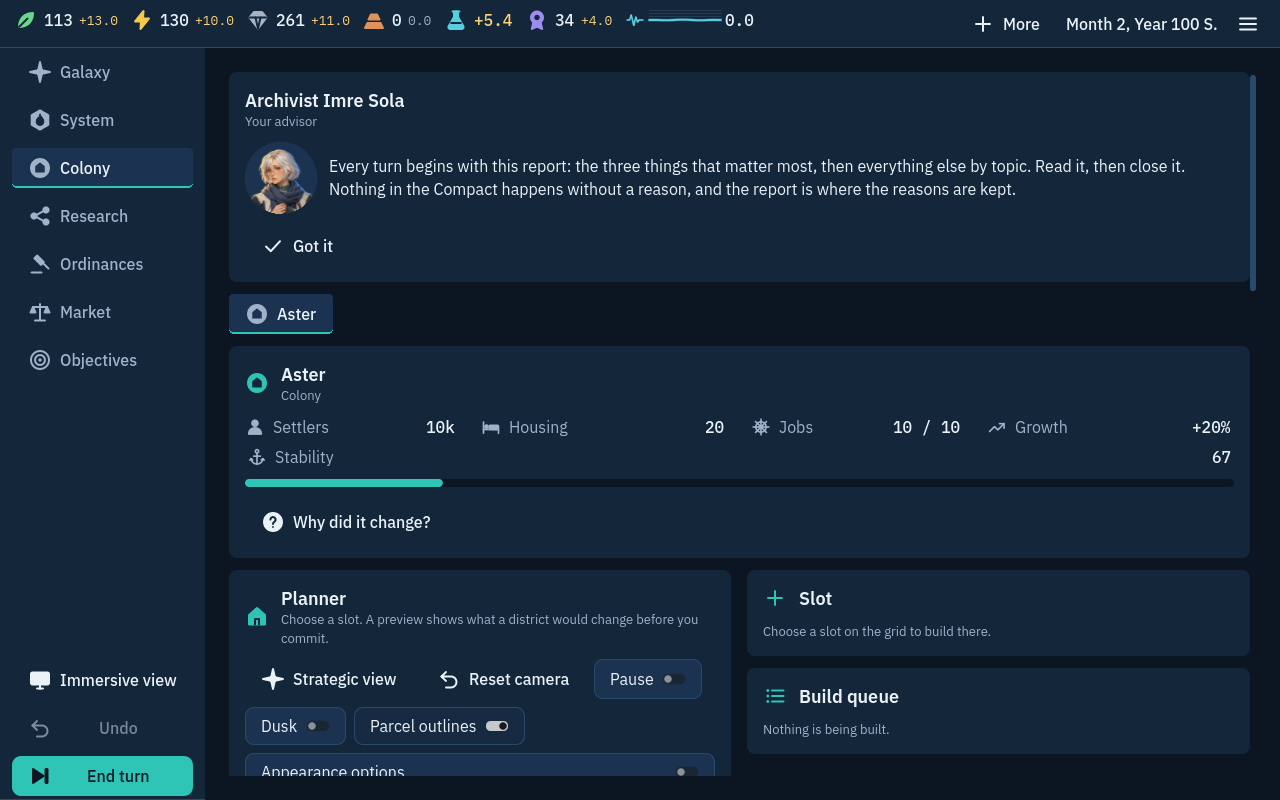 113 +13.0 130 +10.0 261 +11.0 0 0.0 +5.4 34 +4.0 0.0 More Month 2, Year 100 S.
Galaxy
System
Colony
Research
Ordinances
Market
Objectives
Immersive view
Undo
End turn
Archivist Imre Sola
Your advisor
Every turn begins with this report: the three things that matter most, then everything else by topic. Read it, then close it.
Nothing in the Compact happens without a reason, and the report is where the reasons are kept.
Got it
Aster
Aster
Colony
Settlers 10k Housing 20 Jobs 10 / 10 Growth +20%
Stability 67
Why did it change?
Planner
Choose a slot. A preview shows what a district would change before you
commit.
Strategic view Reset camera Pause
Dusk Parcel outlines
Appearance options
Slot
Choose a slot on the grid to build there.
Build queue
Nothing is being built.